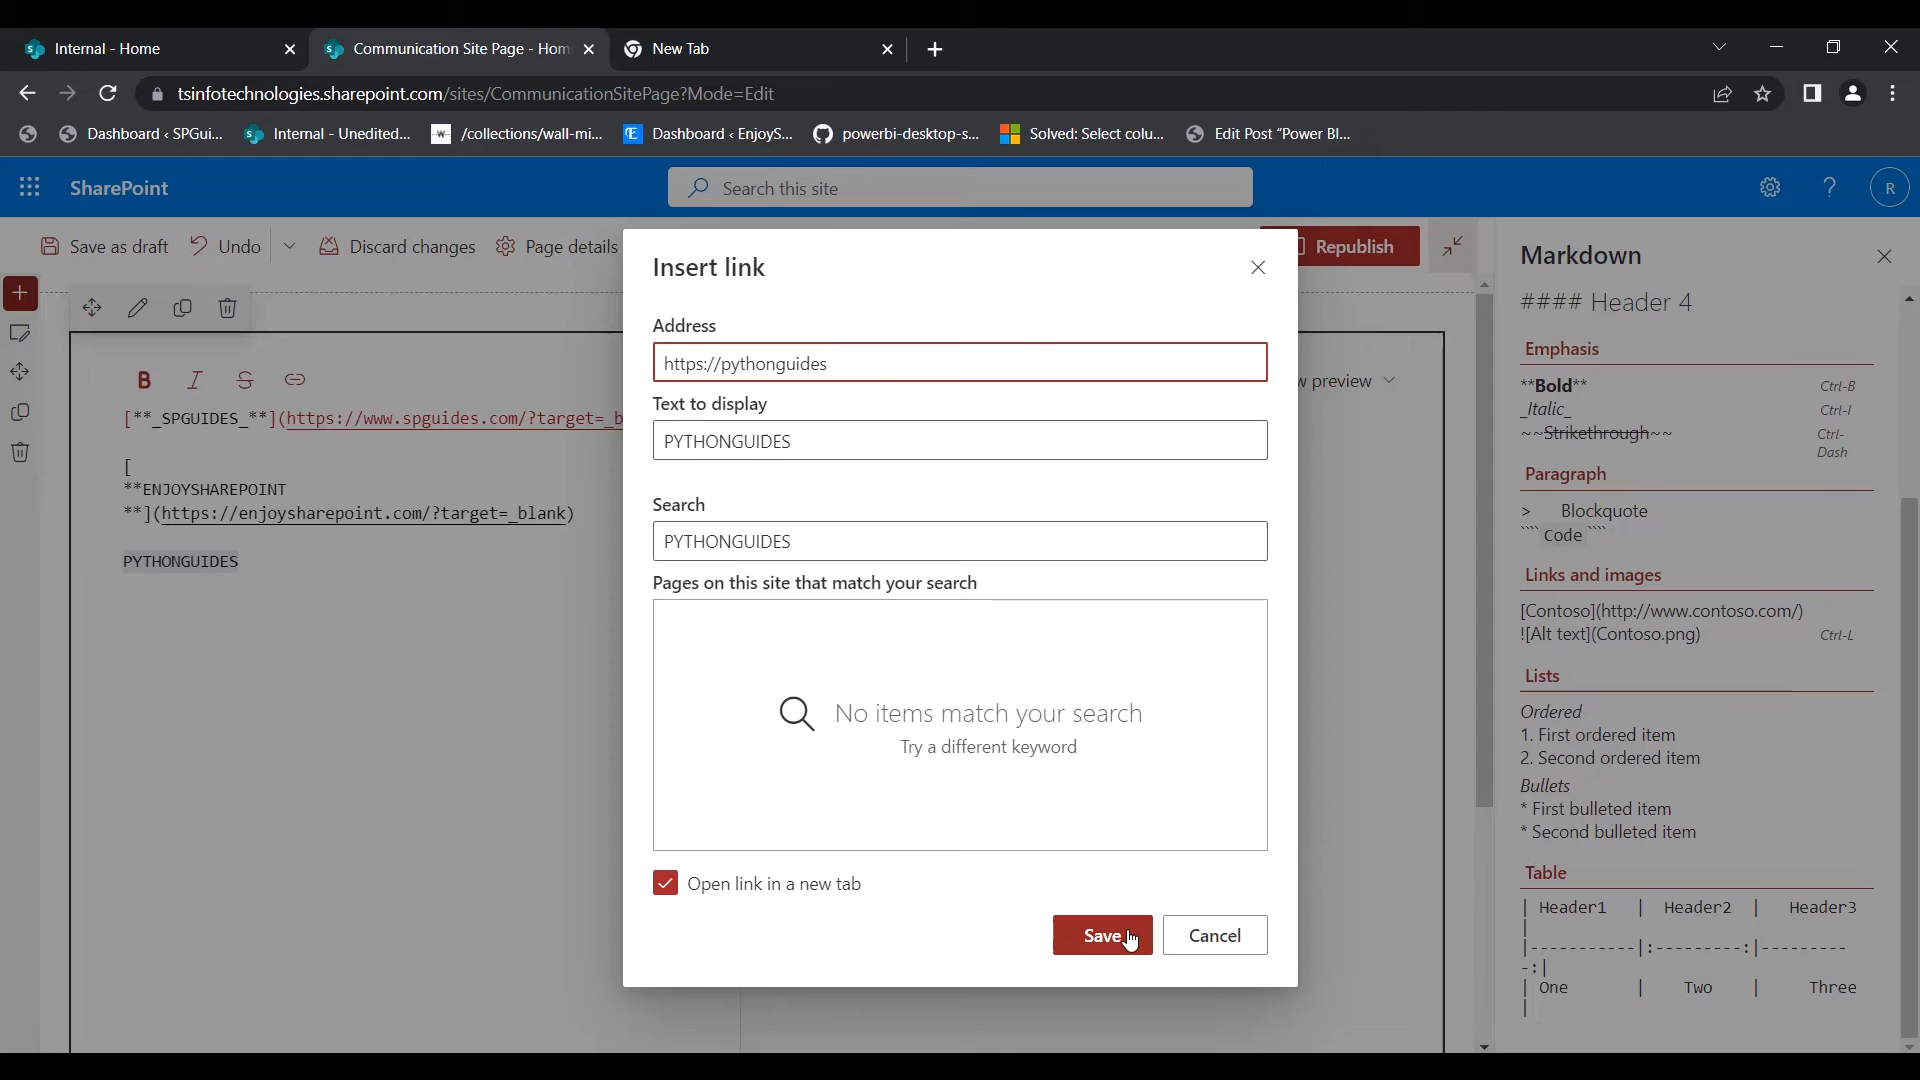 Internal - Home
Communication Site Page - Hom
New Tab
tsinfotechnologies.sharepoint.com/sites/CommunicationSitePage?Mode=Edit
Dashboard ‹ SPGui...
Internal - Unedited...
/collections/wall-mi...
Dashboard ‹ EnjoyS...
powerbi-desktop-s...
Solved: Select colu...
Edit Post “Power BI...
SharePoint
Search this site
R
Save as draft
Undo
Discard changes
Page details
Republish
B I S
w preview
[**_SPGUIDES_**](https://www.spguides.com/?target=_b
[
**ENJOYSHAREPOINT
**](https://enjoysharepoint.com/?target=_blank)
PYTHONGUIDES
Insert link
Address
https://pythonguides
Text to display
PYTHONGUIDES
Search
PYTHONGUIDES
Pages on this site that match your search
No items match your search
Try a different keyword
Open link in a new tab
Save
Cancel
Markdown
#### Header 4
Emphasis
**Bold** Ctrl-B
_Italic_ Ctrl-I
~~Strikethrough~~ Ctrl-
Dash
Paragraph
> Blockquote
```` Code ````
Links and images
[Contoso](http://www.contoso.com/)
![Alt text](Contoso.png) Ctrl-L
Lists
Ordered
1. First ordered item
2. Second ordered item
Bullets
* First bulleted item
* Second bulleted item
Table
| Header1 | Header2 | Header3
|
|-----------|:---------:|---------
-:|
| One | Two | Three
|